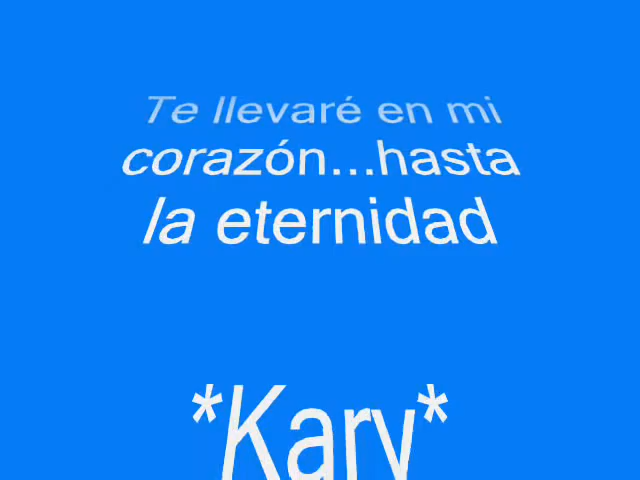 Te llevaré en mi
corazón...hasta
la eternidad
*Kary*